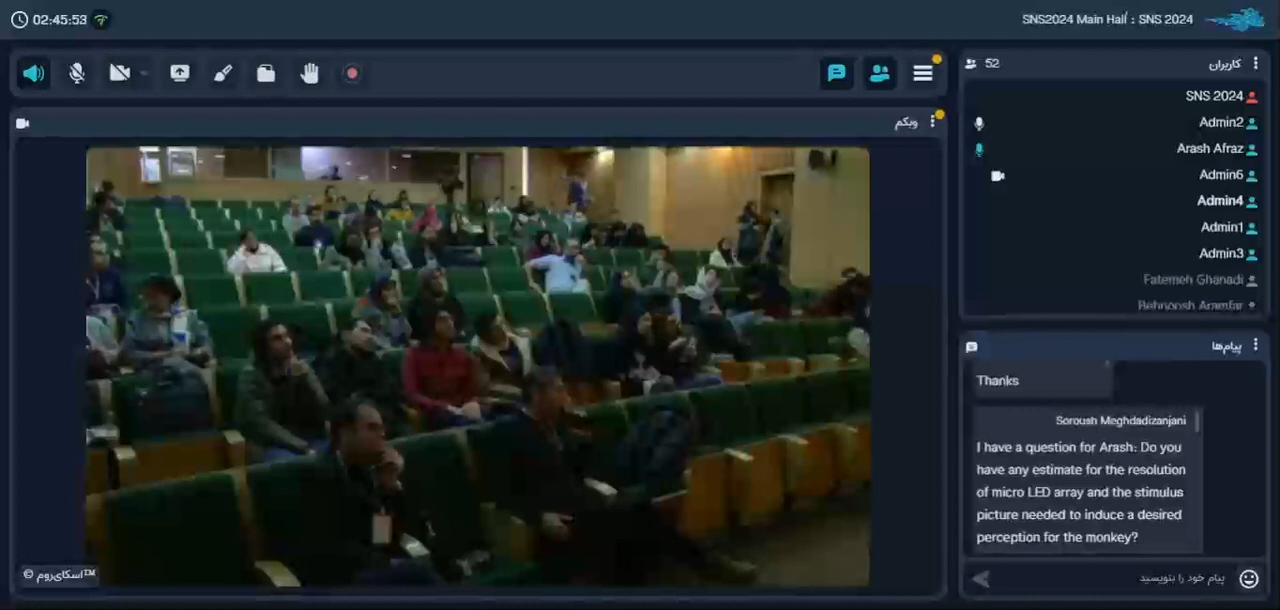 02:45:53
SNS2024 Main Hall : SNS 2024
وبکم
52
کاربران
SNS 2024
Admin2
Arash Afraz
Admin6
Admin4
Admin1
Admin3
Fatemeh Ghanadi
پیام‌ها
Thanks
Soroush Meghdadizanjani
I have a question for Arash: Do you
have any estimate for the resolution
of micro LED array and the stimulus
picture needed to induce a desired
perception for the monkey?
پیام خود را بنویسید
© اسکای‌روم™